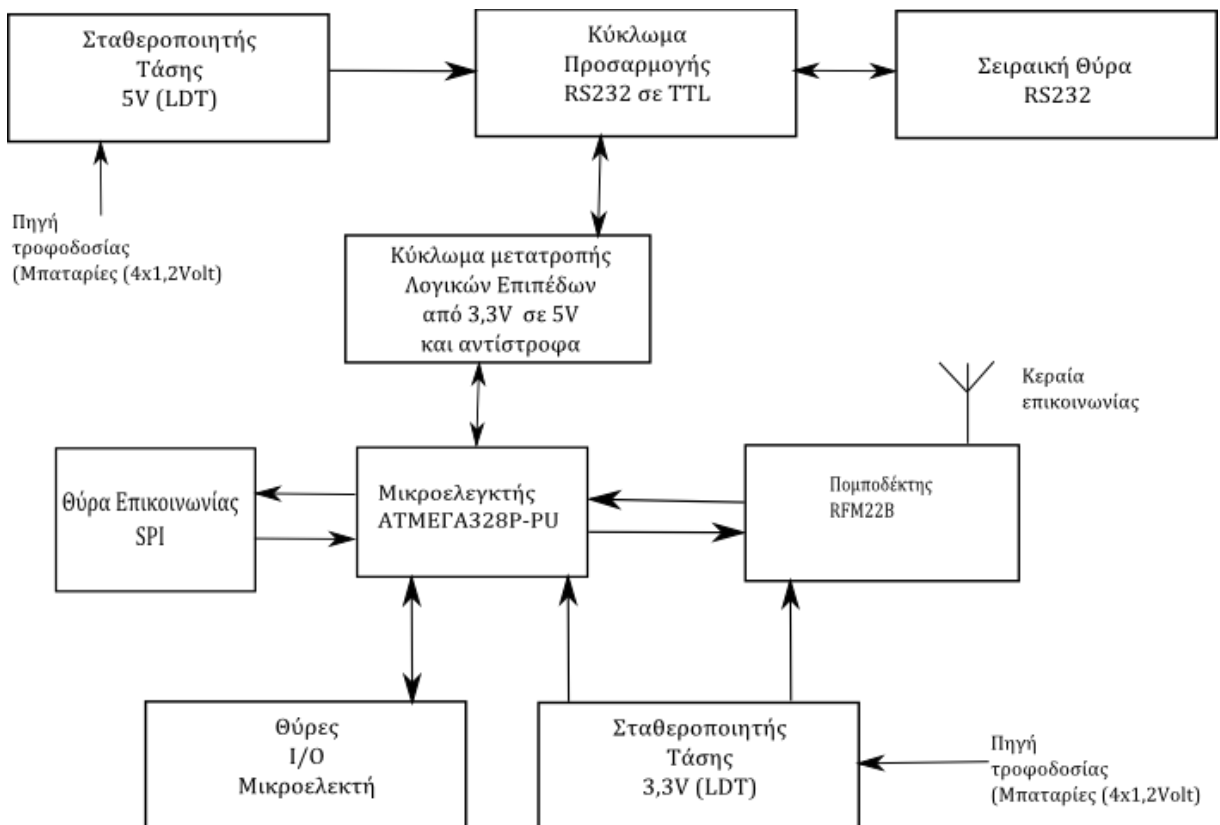 Σταθεροποιητής
Τάσης
5V (LDT)
Κύκλωμα
Προσαρμογής
RS232 σε TTL
Σειραική Θύρα
RS232
Πηγή
τροφοδοσίας
(Μπαταρίες (4x1,2Volt)
Κύκλωμα μετατροπής
Λογικών Επιπέδων
από 3,3V σε 5V
και αντίστροφα
Κεραία
επικοινωνίας
Θύρα Επικοινωνίας
SPI
Μικροελεγκτής
ATMEΓA328P-PU
Πομποδέκτης
RFM22B
Θύρες
I/O
Μικροελεκτή
Σταθεροποιητής
Τάσης
3,3V (LDT)
Πηγή
τροφοδοσίας
(Μπαταρίες (4x1,2Volt)